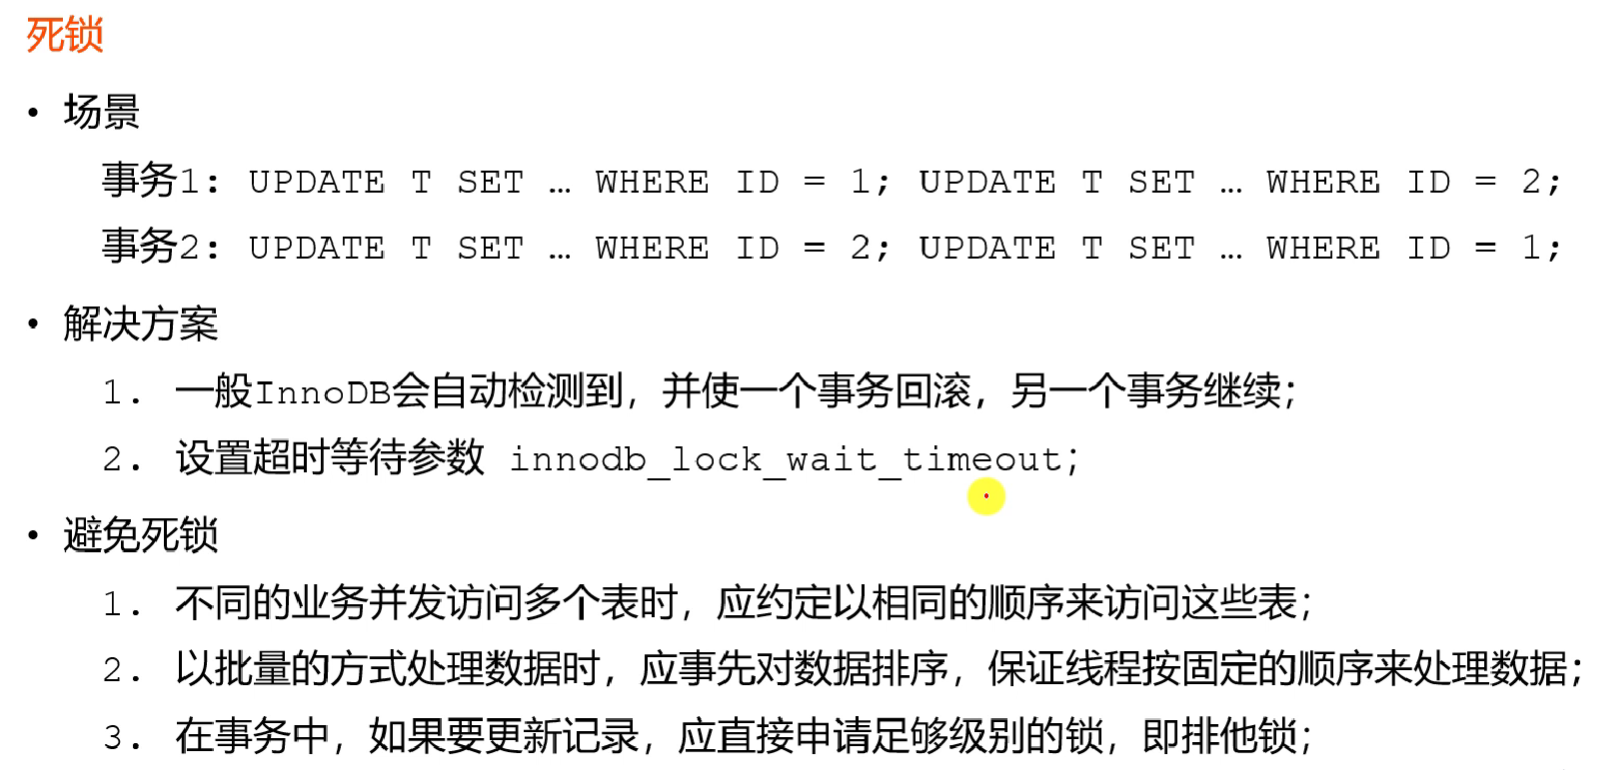 死锁
• 场景
事务1: UPDATE T SET … WHERE ID = 1; UPDATE T SET … WHERE ID = 2;
事务2: UPDATE T SET … WHERE ID = 2; UPDATE T SET … WHERE ID = 1;
• 解决方案
1. 一般InnoDB会自动检测到，并使一个事务回滚，另一个事务继续；
2. 设置超时等待参数 innodb_lock_wait_timeout；
• 避免死锁
1. 不同的业务并发访问多个表时，应约定以相同的顺序来访问这些表；
2. 以批量的方式处理数据时，应事先对数据排序，保证线程按固定的顺序来处理数据；
3. 在事务中，如果要更新记录，应直接申请足够级别的锁，即排他锁；